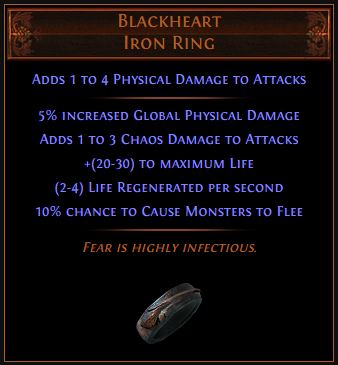 Blackheart
Iron Ring
Adds 1 to 4 Physical Damage to Attacks
5% increased Global Physical Damage
Adds 1 to 3 Chaos Damage to Attacks
+(20-30) to maximum Life
(2-4) Life Regenerated per second
10% chance to Cause Monsters to Flee
Fear is highly infectious.